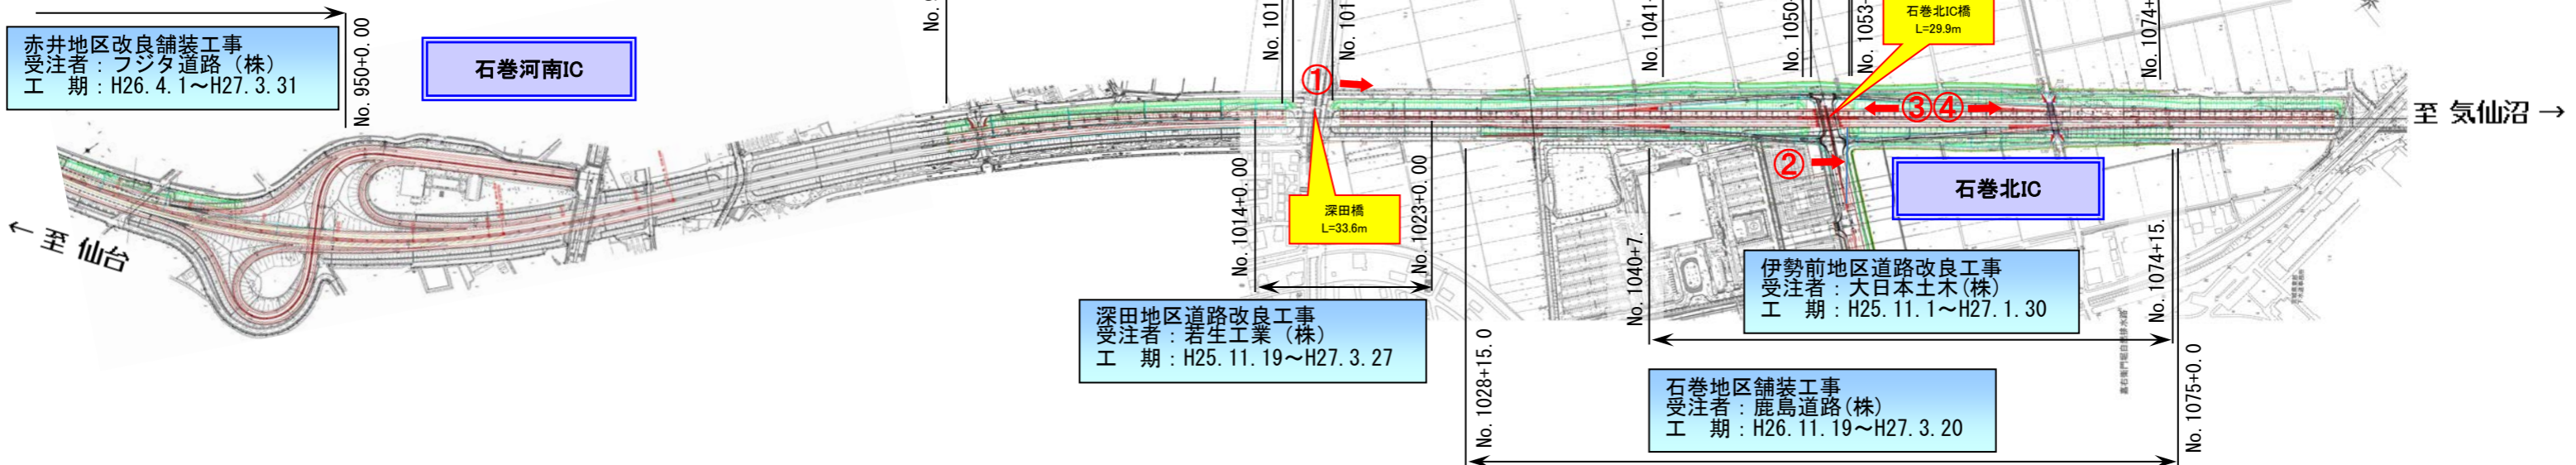 赤井地区改良舗装工事
受注者：フジタ道路（株）
工　期：H26.4.1～H27.3.31
No. 950+0.00
石巻河南IC
No.
No. 101
No. 101
No. 1041
No. 1050
No. 1053
No. 1074+
石巻北IC橋
L=29.9m
①
③④
②
至 気仙沼 →
← 至 仙台
石巻北IC
深田橋
L=33.6m
No. 1014+0.00
No. 1023+0.00
No. 1040+7.
No. 1074+15.
No. 1028+15.0
No. 1075+0.0
伊勢前地区道路改良工事
受注者：大日本土木(株)
工　期：H25.11.1～H27.1.30
深田地区道路改良工事
受注者：若生工業（株）
工　期：H25.11.19～H27.3.27
石巻地区舗装工事
受注者：鹿島道路(株)
工　期：H26.11.19～H27.3.20